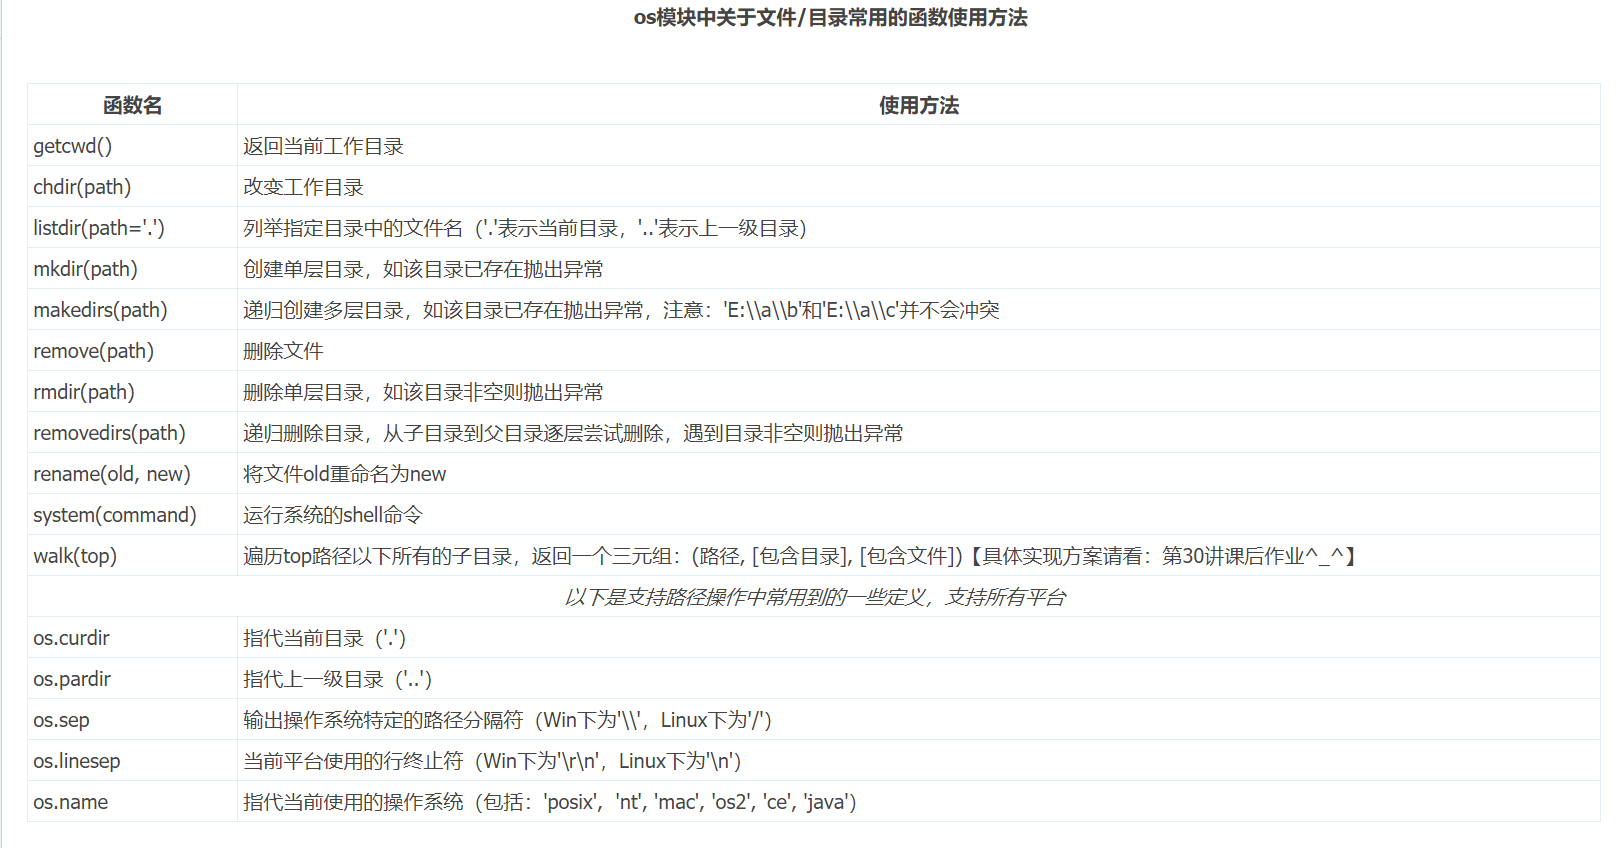 os模块中关于文件/目录常用的函数使用方法
函数名 使用方法
getcwd() 返回当前工作目录
chdir(path) 改变工作目录
listdir(path='.') 列举指定目录中的文件名（'.'表示当前目录，'..'表示上一级目录）
mkdir(path) 创建单层目录，如该目录已存在抛出异常
makedirs(path) 递归创建多层目录，如该目录已存在抛出异常，注意：'E:\\a\\b'和'E:\\a\\c'并不会冲突
remove(path) 删除文件
rmdir(path) 删除单层目录，如该目录非空则抛出异常
removedirs(path) 递归删除目录，从子目录到父目录逐层尝试删除，遇到目录非空则抛出异常
rename(old, new) 将文件old重命名为new
system(command) 运行系统的shell命令
walk(top) 遍历top路径以下所有的子目录，返回一个三元组：(路径, [包含目录], [包含文件])【具体实现方案请看：第30讲课后作业^_^】
以下是支持路径操作中常用到的一些定义，支持所有平台
os.curdir 指代当前目录（'.'）
os.pardir 指代上一级目录（'..'）
os.sep 输出操作系统特定的路径分隔符（Win下为'\\'，Linux下为'/'）
os.linesep 当前平台使用的行终止符（Win下为'\r\n'，Linux下为'\n'）
os.name 指代当前使用的操作系统（包括：'posix'，'nt', 'mac', 'os2', 'ce', 'java'）